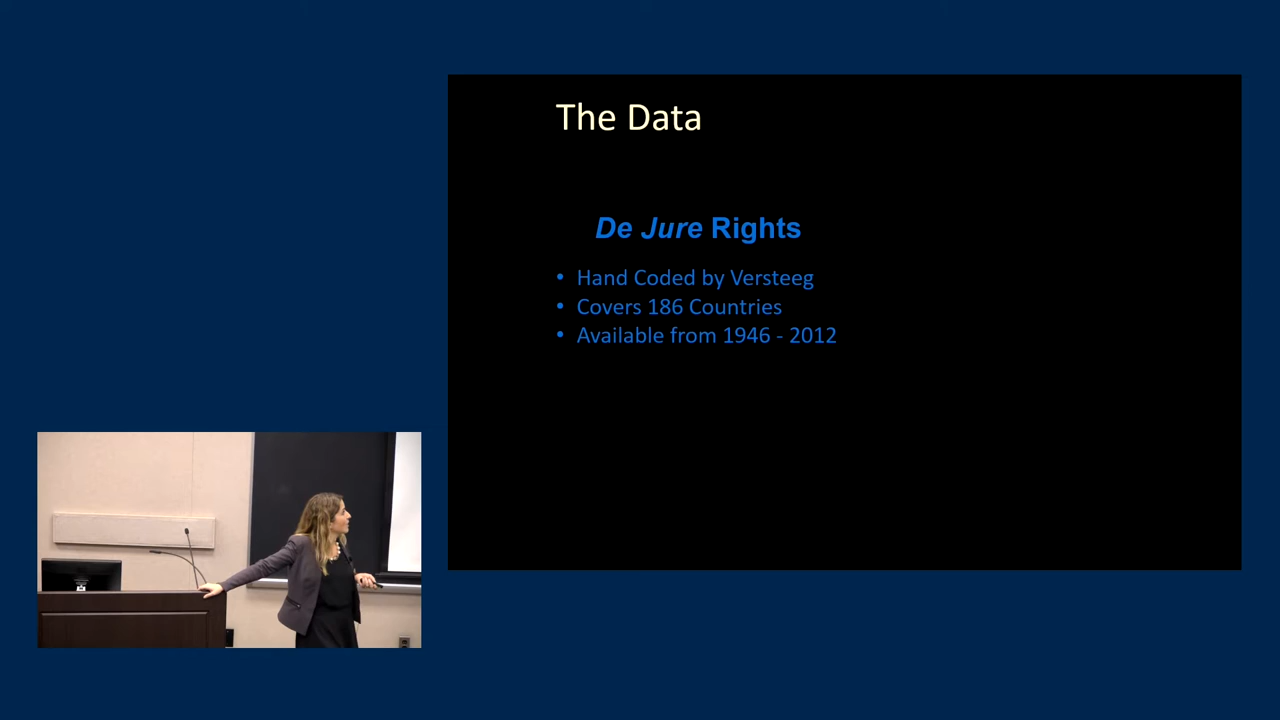 The Data
De Jure Rights
• Hand Coded by Versteeg
• Covers 186 Countries
• Available from 1946 - 2012